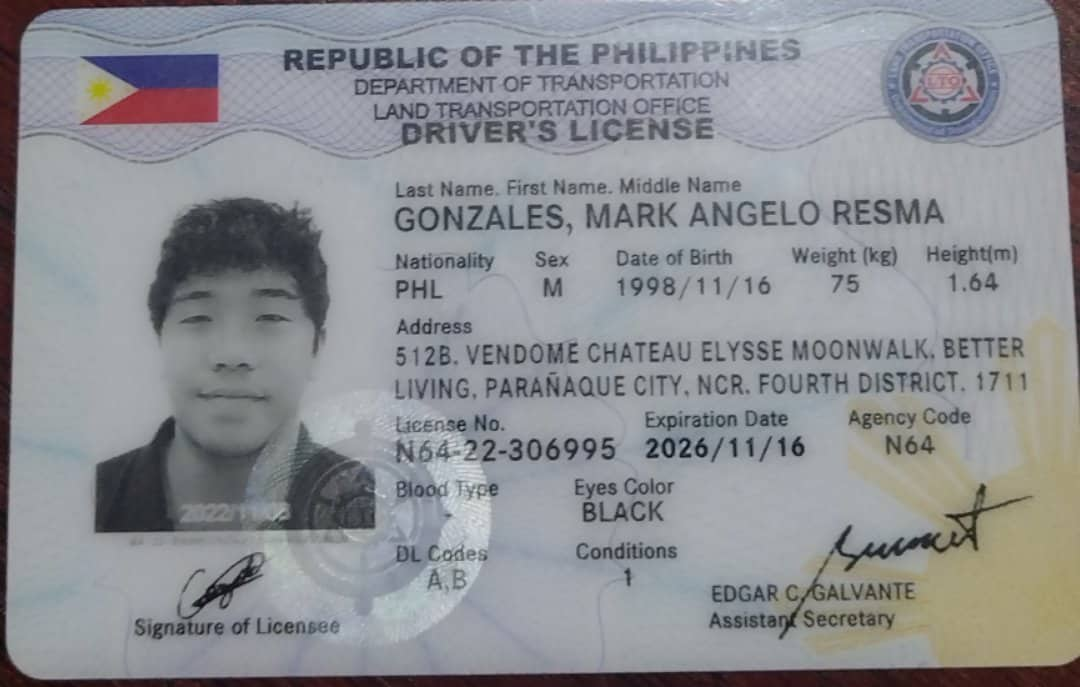 REPUBLIC OF THE PHILIPPINES
DEPARTMENT OF TRANSPORTATION
LAND TRANSPORTATION OFFICE
DRIVER'S LICENSE
LTO
Last Name. First Name. Middle Name
GONZALES, MARK ANGELO RESMA
Nationality Sex Date of Birth Weight (kg) Height(m)
PHL M 1998/11/16 75 1.64
Address
512B. VENDOME CHATEAU ELYSSE MOONWALK. BETTER
LIVING, PARAÑAQUE CITY, NCR. FOURTH DISTRICT. 1711
License No. Expiration Date Agency Code
N64-22-306995 2026/11/16 N64
Blood Type Eyes Color
- BLACK
DL Codes Conditions
A,B 1
EDGAR C. GALVANTE
Assistant Secretary
Signature of Licensee